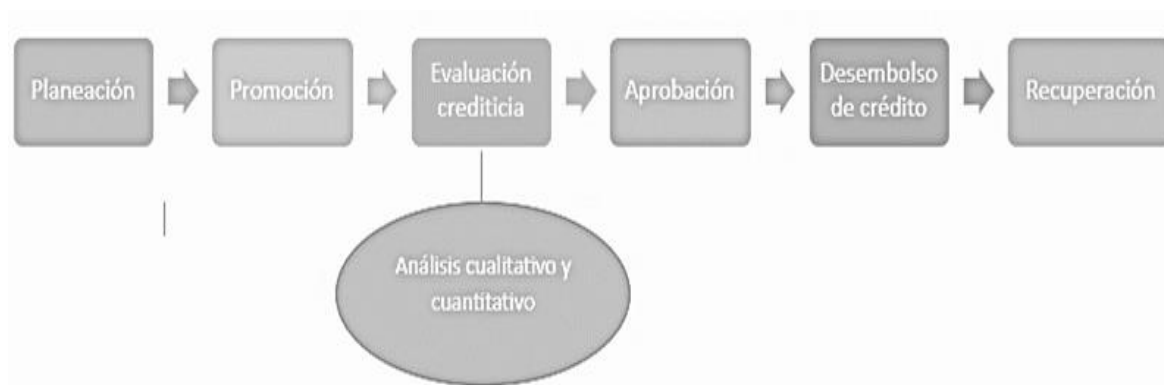 Planeación
Promoción
Evaluación
crediticia
Aprobación
Desembolso
de crédito
Recuperación
Análisis cualitativo y
cuantitativo